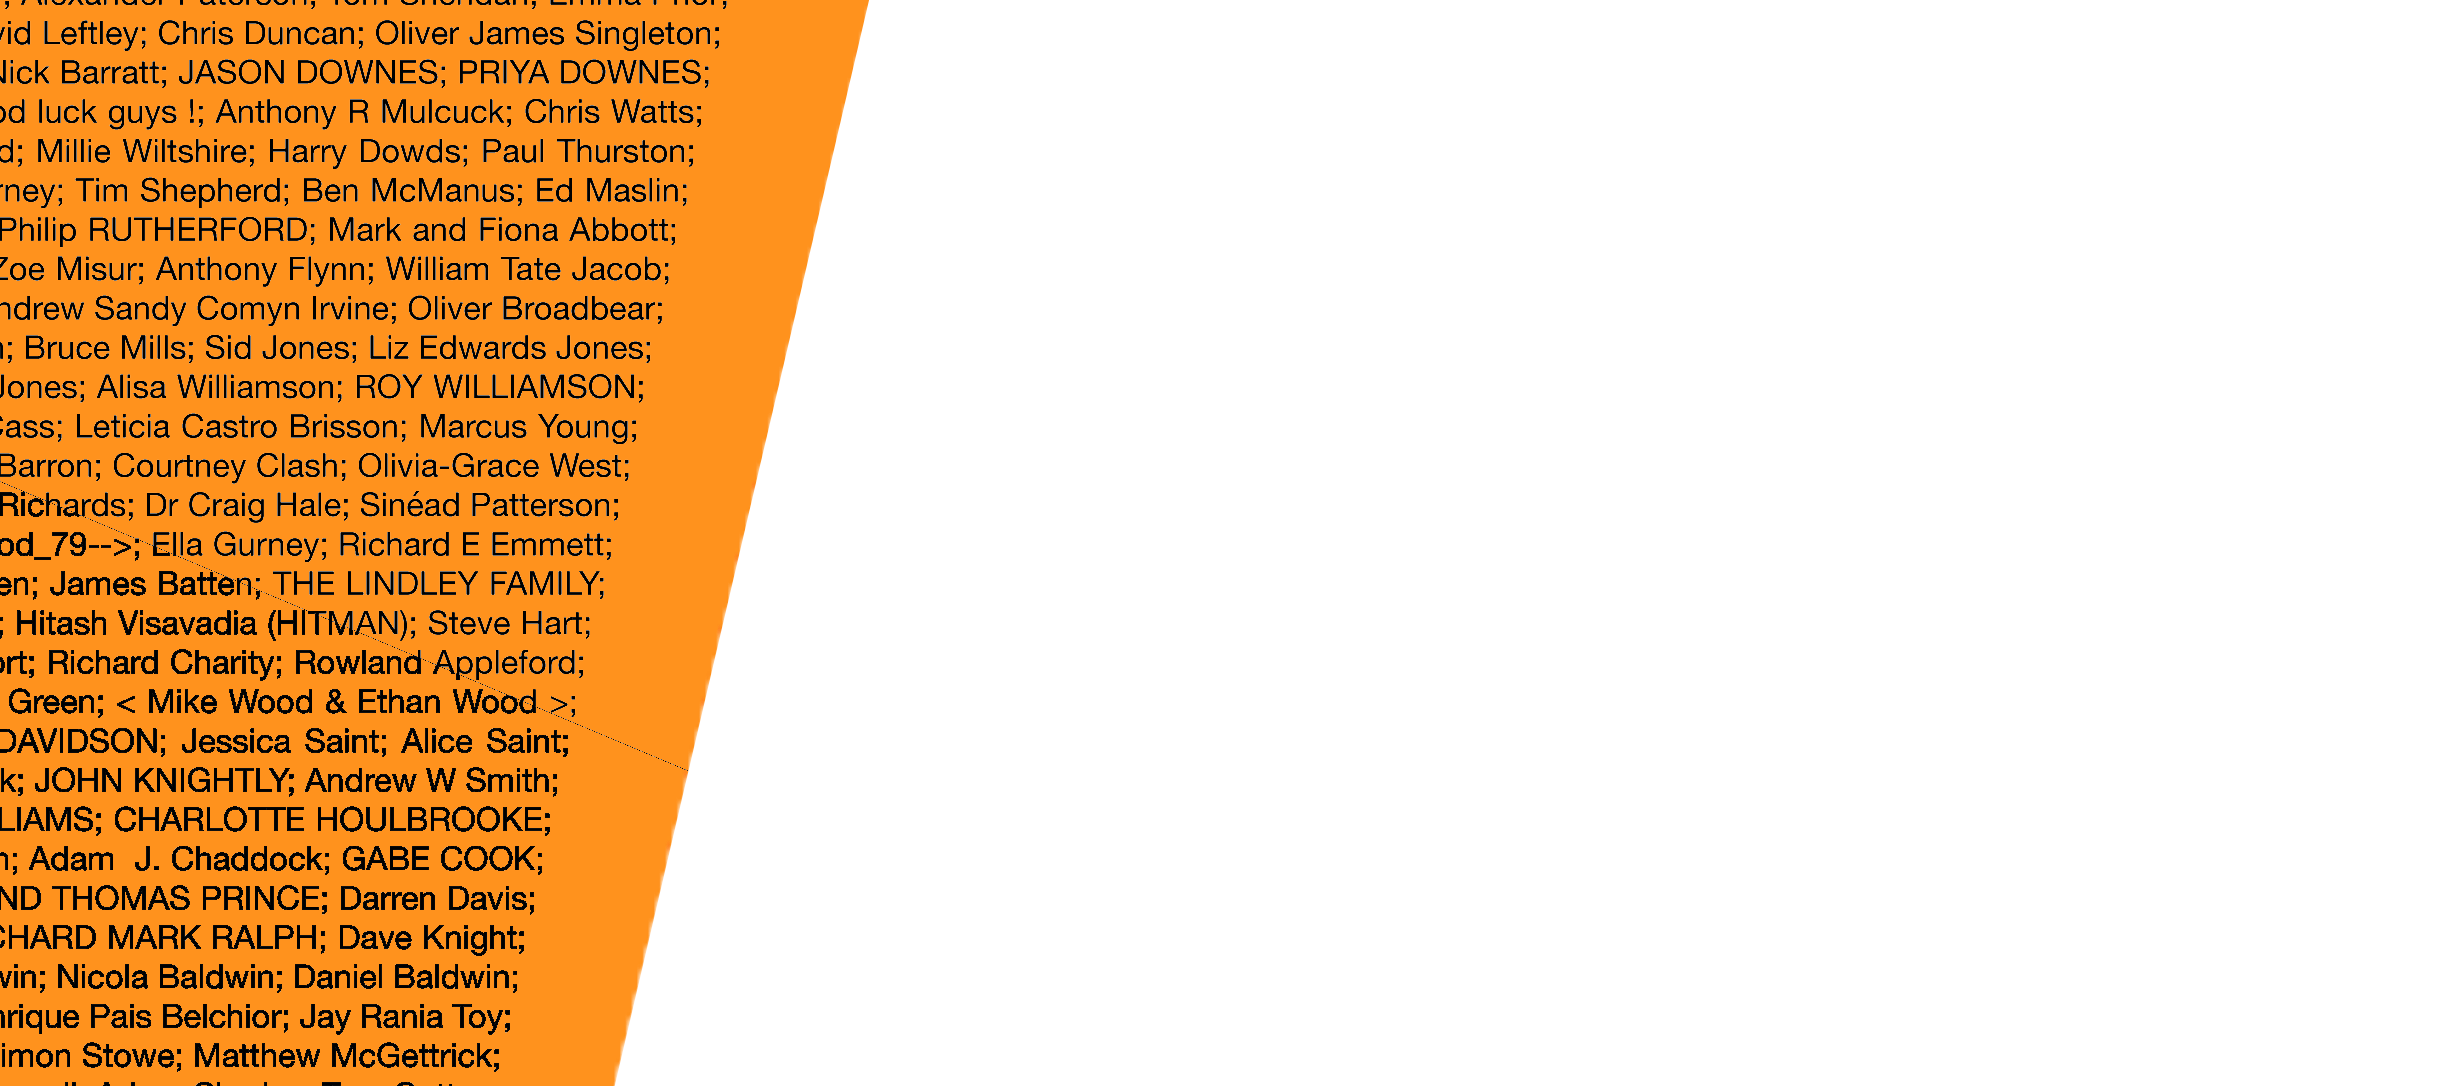 Alexander Paterson; Tom Sheridan; Emma Prior;
vid Leftley; Chris Duncan; Oliver James Singleton;
Nick Barratt; JASON DOWNES; PRIYA DOWNES;
od luck guys !; Anthony R Mulcuck; Chris Watts;
d; Millie Wiltshire; Harry Dowds; Paul Thurston;
rney; Tim Shepherd; Ben McManus; Ed Maslin;
Philip RUTHERFORD; Mark and Fiona Abbott;
Zoe Misur; Anthony Flynn; William Tate Jacob;
ndrew Sandy Comyn Irvine; Oliver Broadbear;
; Bruce Mills; Sid Jones; Liz Edwards Jones;
Jones; Alisa Williamson; ROY WILLIAMSON;
Cass; Leticia Castro Brisson; Marcus Young;
Barron; Courtney Clash; Olivia-Grace West;
Richards; Dr Craig Hale; Sinéad Patterson;
od_79-->; Ella Gurney; Richard E Emmett;
en; James Batten; THE LINDLEY FAMILY;
; Hitash Visavadia (HITMAN); Steve Hart;
ort; Richard Charity; Rowland Appleford;
Green; < Mike Wood & Ethan Wood >;
DAVIDSON; Jessica Saint; Alice Saint;
k; JOHN KNIGHTLY; Andrew W Smith;
LIAMS; CHARLOTTE HOULBROOKE;
n; Adam  J. Chaddock; GABE COOK;
ND THOMAS PRINCE; Darren Davis;
CHARD MARK RALPH; Dave Knight;
win; Nicola Baldwin; Daniel Baldwin;
nrique Pais Belchior; Jay Rania Toy;
imon Stowe; Matthew McGettrick;